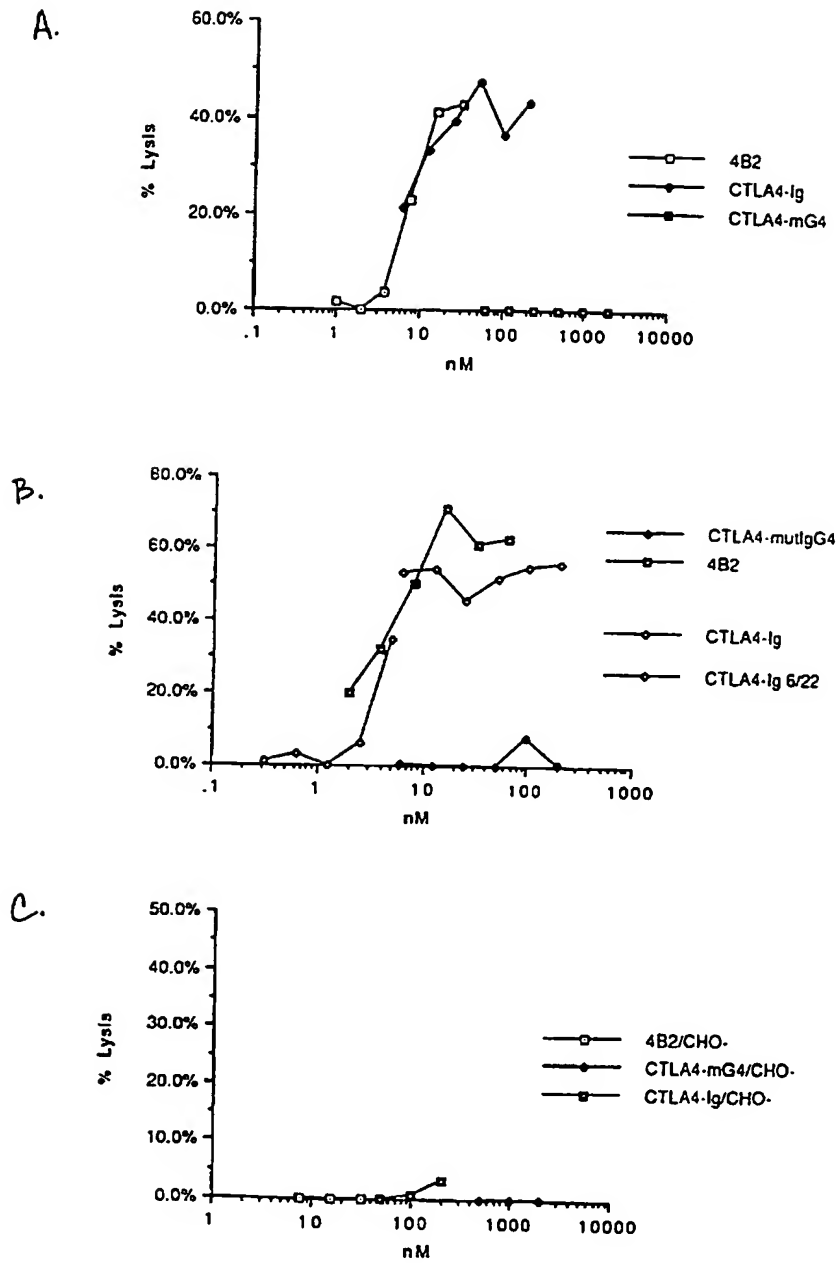 A.
60.0%
40.0%
20.0%
0.0%
% Lysis
.1 1 10 100 1000 10000
nM
4B2
CTLA4-Ig
CTLA4-mG4
B.
80.0%
60.0%
40.0%
20.0%
0.0%
% Lysis
.1 1 10 100 1000
nM
CTLA4-mutIgG4
4B2
CTLA4-Ig
CTLA4-Ig 6/22
C.
50.0%
40.0%
30.0%
20.0%
10.0%
0.0%
% Lysis
1 10 100 1000 10000
nM
4B2/CHO-
CTLA4-mG4/CHO-
CTLA4-Ig/CHO-